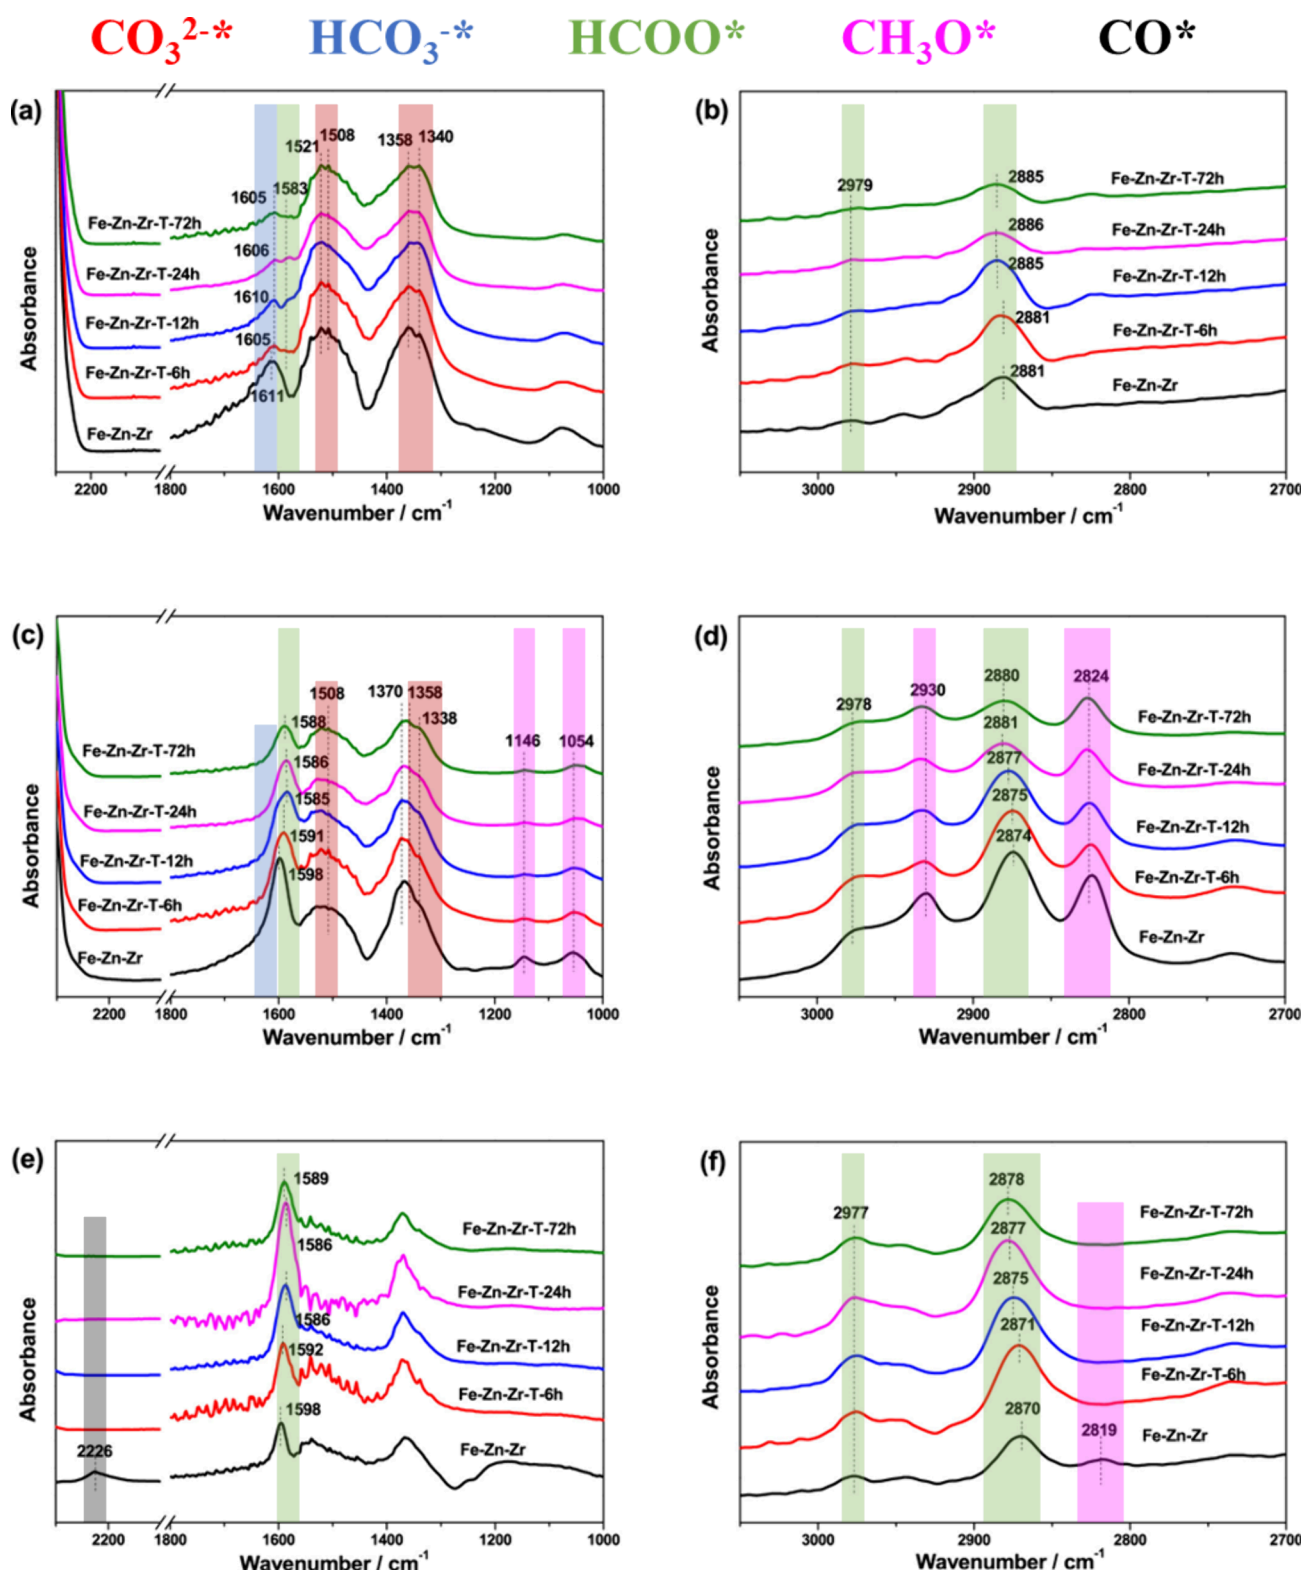 CO₃²⁻* HCO₃⁻* HCOO* CH₃O* CO*
(a)
1521 1508 1358 1340
1605 1583
Fe-Zn-Zr-T-72h
1606
Fe-Zn-Zr-T-24h
1610
Fe-Zn-Zr-T-12h
1605
Fe-Zn-Zr-T-6h
1611
Fe-Zn-Zr
Absorbance
2200 1800 1600 1400 1200 1000
Wavenumber / cm⁻¹
(b)
2979 2885 Fe-Zn-Zr-T-72h
2886 Fe-Zn-Zr-T-24h
2885 Fe-Zn-Zr-T-12h
2881 Fe-Zn-Zr-T-6h
2881 Fe-Zn-Zr
Absorbance
3000 2900 2800 2700
Wavenumber / cm⁻¹
(c)
1508 1370 1358
1588 1338
Fe-Zn-Zr-T-72h 1146 1054
1586
Fe-Zn-Zr-T-24h
1585
Fe-Zn-Zr-T-12h
1591
1598
Fe-Zn-Zr-T-6h
Fe-Zn-Zr
Absorbance
2200 1800 1600 1400 1200 1000
Wavenumber / cm⁻¹
(d)
2978 2930 2880 2824
Fe-Zn-Zr-T-72h
2881
2877 Fe-Zn-Zr-T-24h
2875 Fe-Zn-Zr-T-12h
2874
Fe-Zn-Zr-T-6h
Fe-Zn-Zr
Absorbance
3000 2900 2800 2700
Wavenumber / cm⁻¹
(e)
1589
Fe-Zn-Zr-T-72h
1586
Fe-Zn-Zr-T-24h
1586
Fe-Zn-Zr-T-12h
1592
Fe-Zn-Zr-T-6h
1598
2226 Fe-Zn-Zr
Absorbance
2200 1800 1600 1400 1200 1000
Wavenumber / cm⁻¹
(f)
2977 2878 Fe-Zn-Zr-T-72h
2877
Fe-Zn-Zr-T-24h
2875
Fe-Zn-Zr-T-12h
2871
Fe-Zn-Zr-T-6h
2870
2819 Fe-Zn-Zr
Absorbance
3000 2900 2800 2700
Wavenumber / cm⁻¹